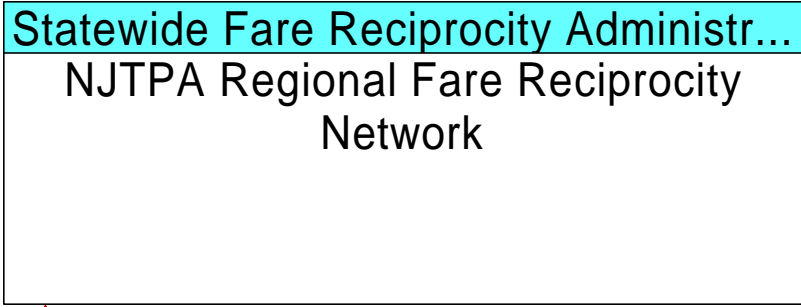 Statewide Fare Reciprocity Administr...
NJTPA Regional Fare Reciprocity
Network